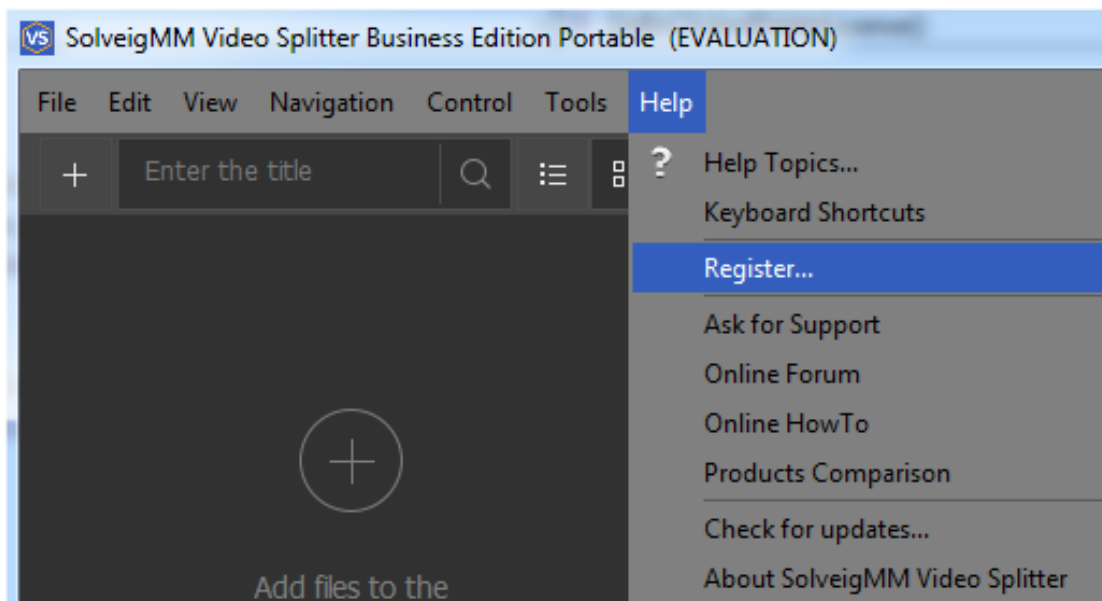 VS SolveigMM Video Splitter Business Edition Portable (EVALUATION)
File Edit View Navigation Control Tools Help
Enter the title
? Help Topics...
Keyboard Shortcuts
Register...
Ask for Support
Online Forum
Online HowTo
Products Comparison
Check for updates...
About SolveigMM Video Splitter
Add files to the